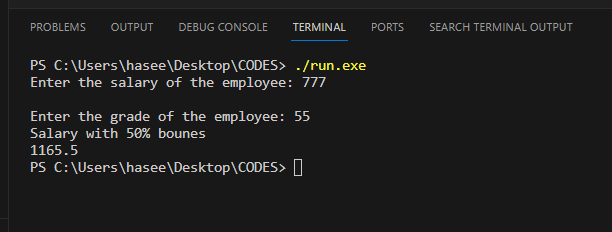 PROBLEMS OUTPUT DEBUG CONSOLE TERMINAL PORTS SEARCH TERMINAL OUTPUT
PS C:\Users\hasee\Desktop\CODES> ./run.exe
Enter the salary of the employee: 777
Enter the grade of the employee: 55
Salary with 50% bounes
1165.5
PS C:\Users\hasee\Desktop\CODES>